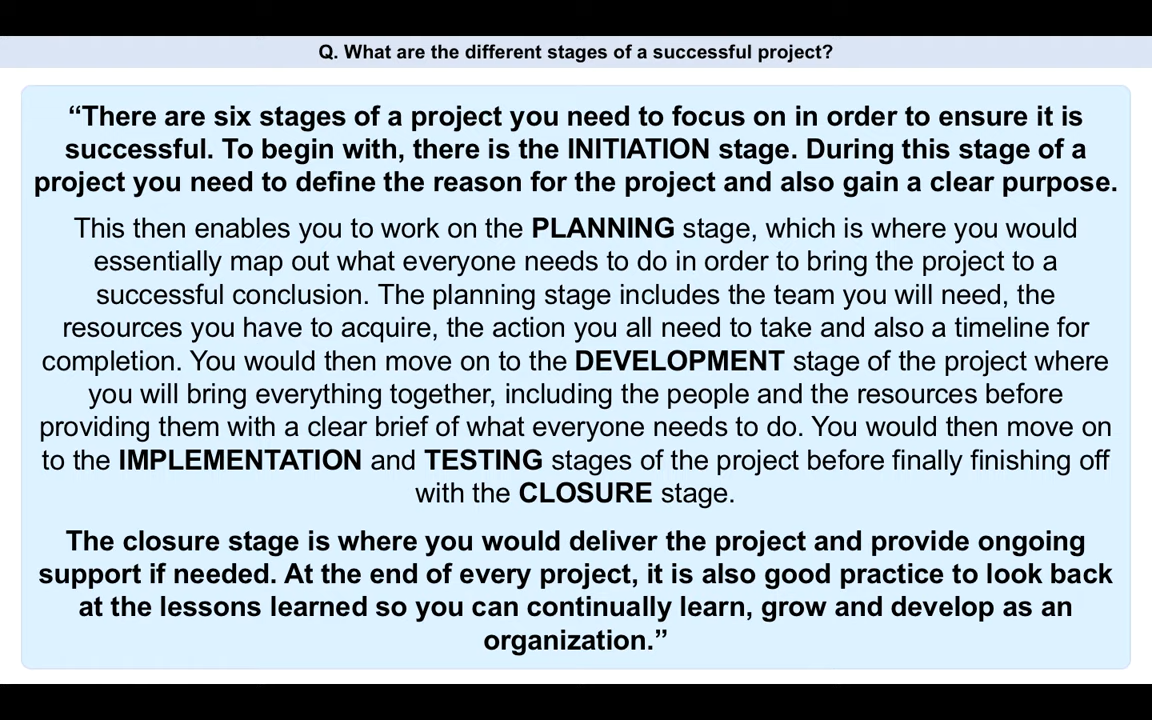 Q. What are the different stages of a successful project?
“There are six stages of a project you need to focus on in order to ensure it is
successful. To begin with, there is the INITIATION stage. During this stage of a
project you need to define the reason for the project and also gain a clear purpose.
This then enables you to work on the PLANNING stage, which is where you would
essentially map out what everyone needs to do in order to bring the project to a
successful conclusion. The planning stage includes the team you will need, the
resources you have to acquire, the action you all need to take and also a timeline for
completion. You would then move on to the DEVELOPMENT stage of the project where
you will bring everything together, including the people and the resources before
providing them with a clear brief of what everyone needs to do. You would then move on
to the IMPLEMENTATION and TESTING stages of the project before finally finishing off
with the CLOSURE stage.
The closure stage is where you would deliver the project and provide ongoing
support if needed. At the end of every project, it is also good practice to look back
at the lessons learned so you can continually learn, grow and develop as an
organization.”